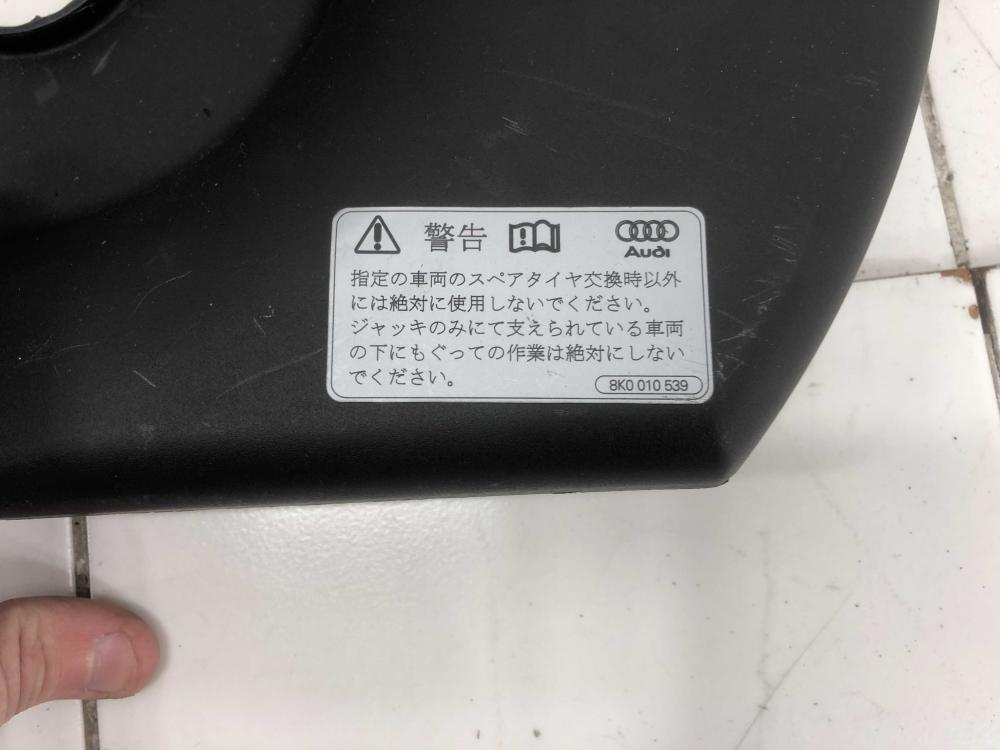 警告
Audi
指定の車両のスペアタイヤ交換時以外
には絶対に使用しないでください。
ジャッキのみにて支えられている車両
の下にもぐっての作業は絶対にしない
でください。
8K0 010 539